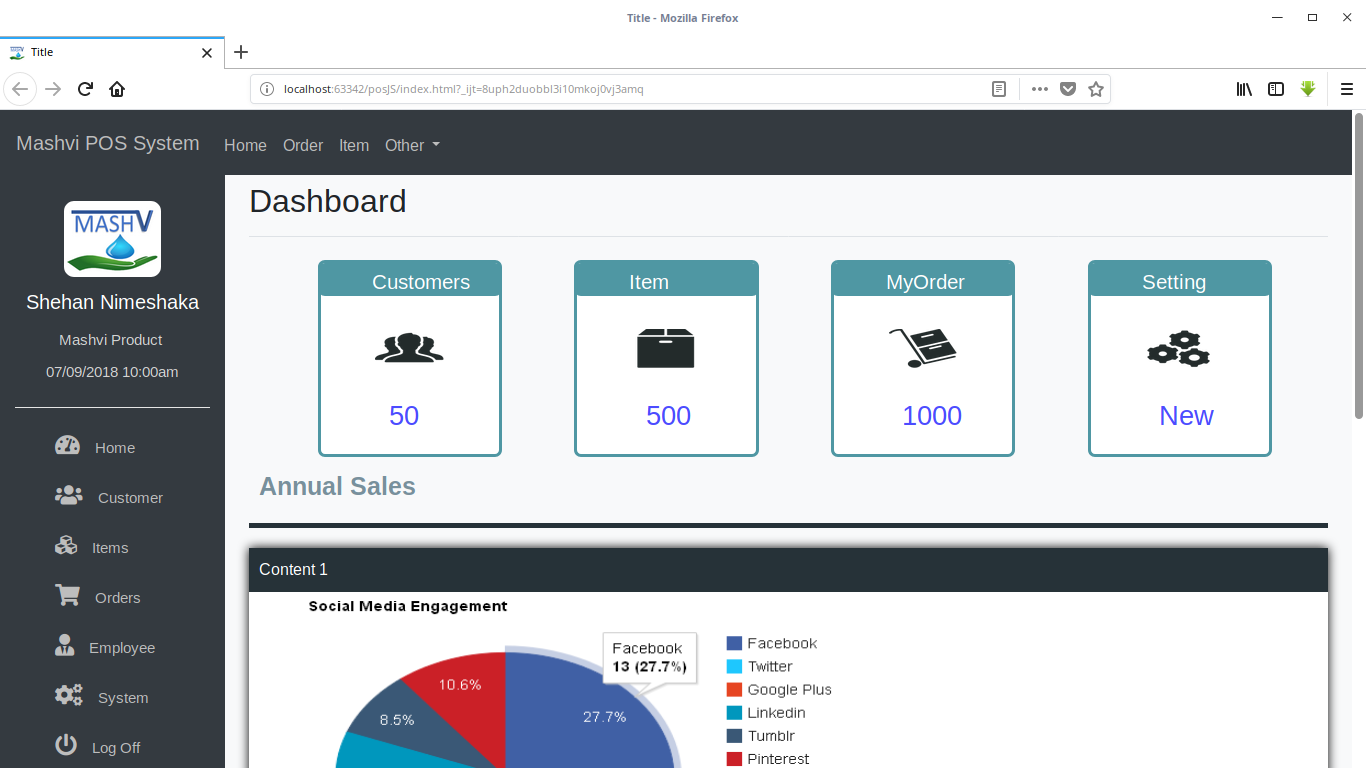 Title - Mozilla Firefox
Title
localhost:63342/posJS/index.html?_ijt=8uph2duobbl3i10mkoj0vj3amq
Mashvi POS System
Home Order Item Other
MASHV
Shehan Nimeshaka
Mashvi Product
07/09/2018 10:00am
Home
Customer
Items
Orders
Employee
System
Log Off
Dashboard
Customers
50
Item
500
MyOrder
1000
Setting
New
Annual Sales
Content 1
Social Media Engagement
Facebook
13 (27.7%)
10.6%
8.5%
27.7%
Facebook
Twitter
Google Plus
Linkedin
Tumblr
Pinterest